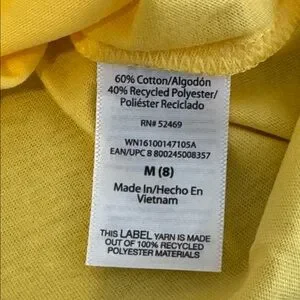 60% Cotton/Algodón
40% Recycled Polyester/
Poliéster Reciclado
RN# 52469
WN16100147105A
EAN/UPC 8 800245008357
M (8)
Made In/Hecho En
Vietnam
THIS LABEL YARN IS MADE
OUT OF 100% RECYCLED
POLYESTER MATERIALS